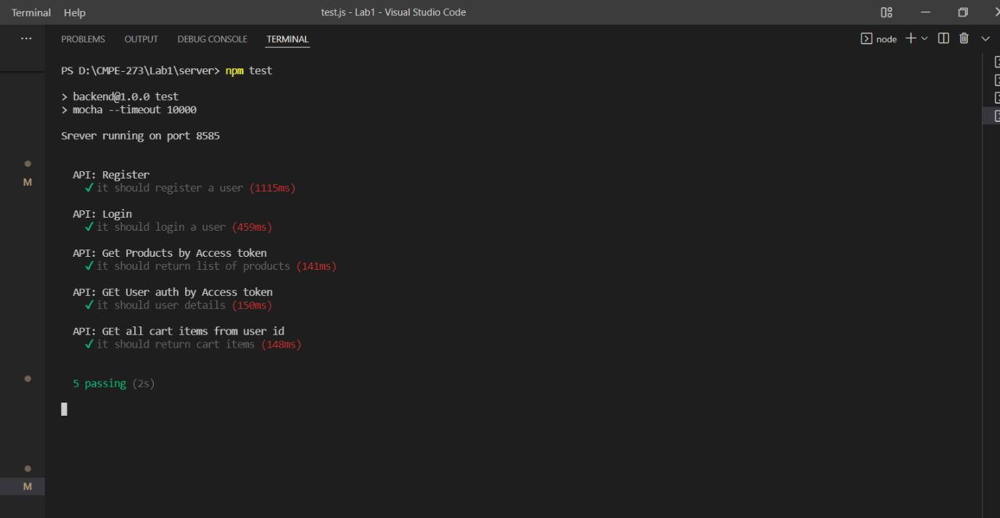 Terminal Help test.js - Lab1 - Visual Studio Code
PROBLEMS OUTPUT DEBUG CONSOLE TERMINAL node
PS D:\CMPE-273\Lab1\server> npm test
> backend@1.0.0 test
> mocha --timeout 10000
Srever running on port 8585
API: Register
✓ it should register a user (1115ms)
M
API: Login
✓ it should login a user (459ms)
API: Get Products by Access token
✓ it should return list of products (141ms)
API: GEt User auth by Access token
✓ it should user details (150ms)
API: GEt all cart items from user id
✓ it should return cart items (148ms)
5 passing (2s)
M